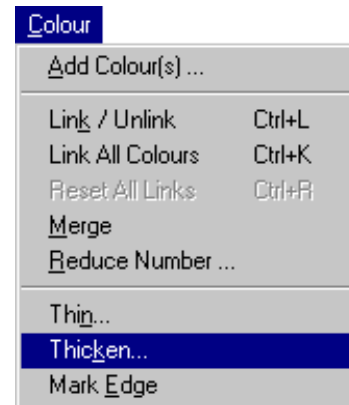 Colour
Add Colour(s) ...
Link / Unlink Ctrl+L
Link All Colours Ctrl+K
Reset All Links Ctrl+R
Merge
Reduce Number ...
Thin...
Thicken...
Mark Edge